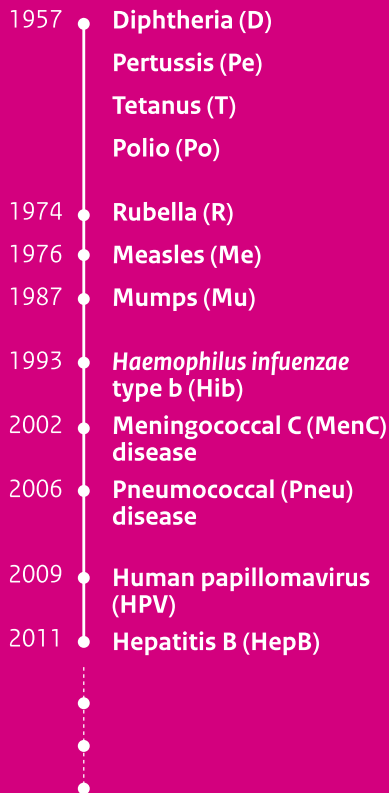 1957 Diphtheria (D)
Pertussis (Pe)
Tetanus (T)
Polio (Po)
1974 Rubella (R)
1976 Measles (Me)
1987 Mumps (Mu)
1993 Haemophilus infuenzae
type b (Hib)
2002 Meningococcal C (MenC)
disease
2006 Pneumococcal (Pneu)
disease
2009 Human papillomavirus
(HPV)
2011 Hepatitis B (HepB)